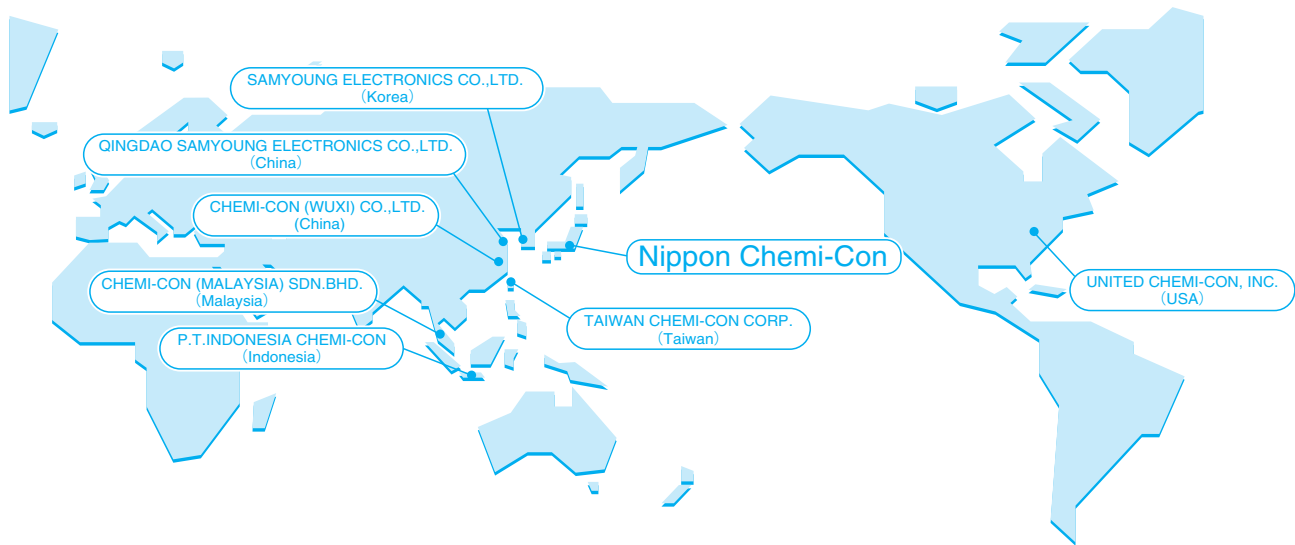 SAMYOUNG ELECTRONICS CO.,LTD.
（Korea）
QINGDAO SAMYOUNG ELECTRONICS CO.,LTD.
（China）
CHEMI-CON (WUXI) CO.,LTD.
(China)
Nippon Chemi-Con
CHEMI-CON (MALAYSIA) SDN.BHD.
（Malaysia）
UNITED CHEMI-CON, INC.
（USA）
TAIWAN CHEMI-CON CORP.
（Taiwan）
P.T.INDONESIA CHEMI-CON
（Indonesia）